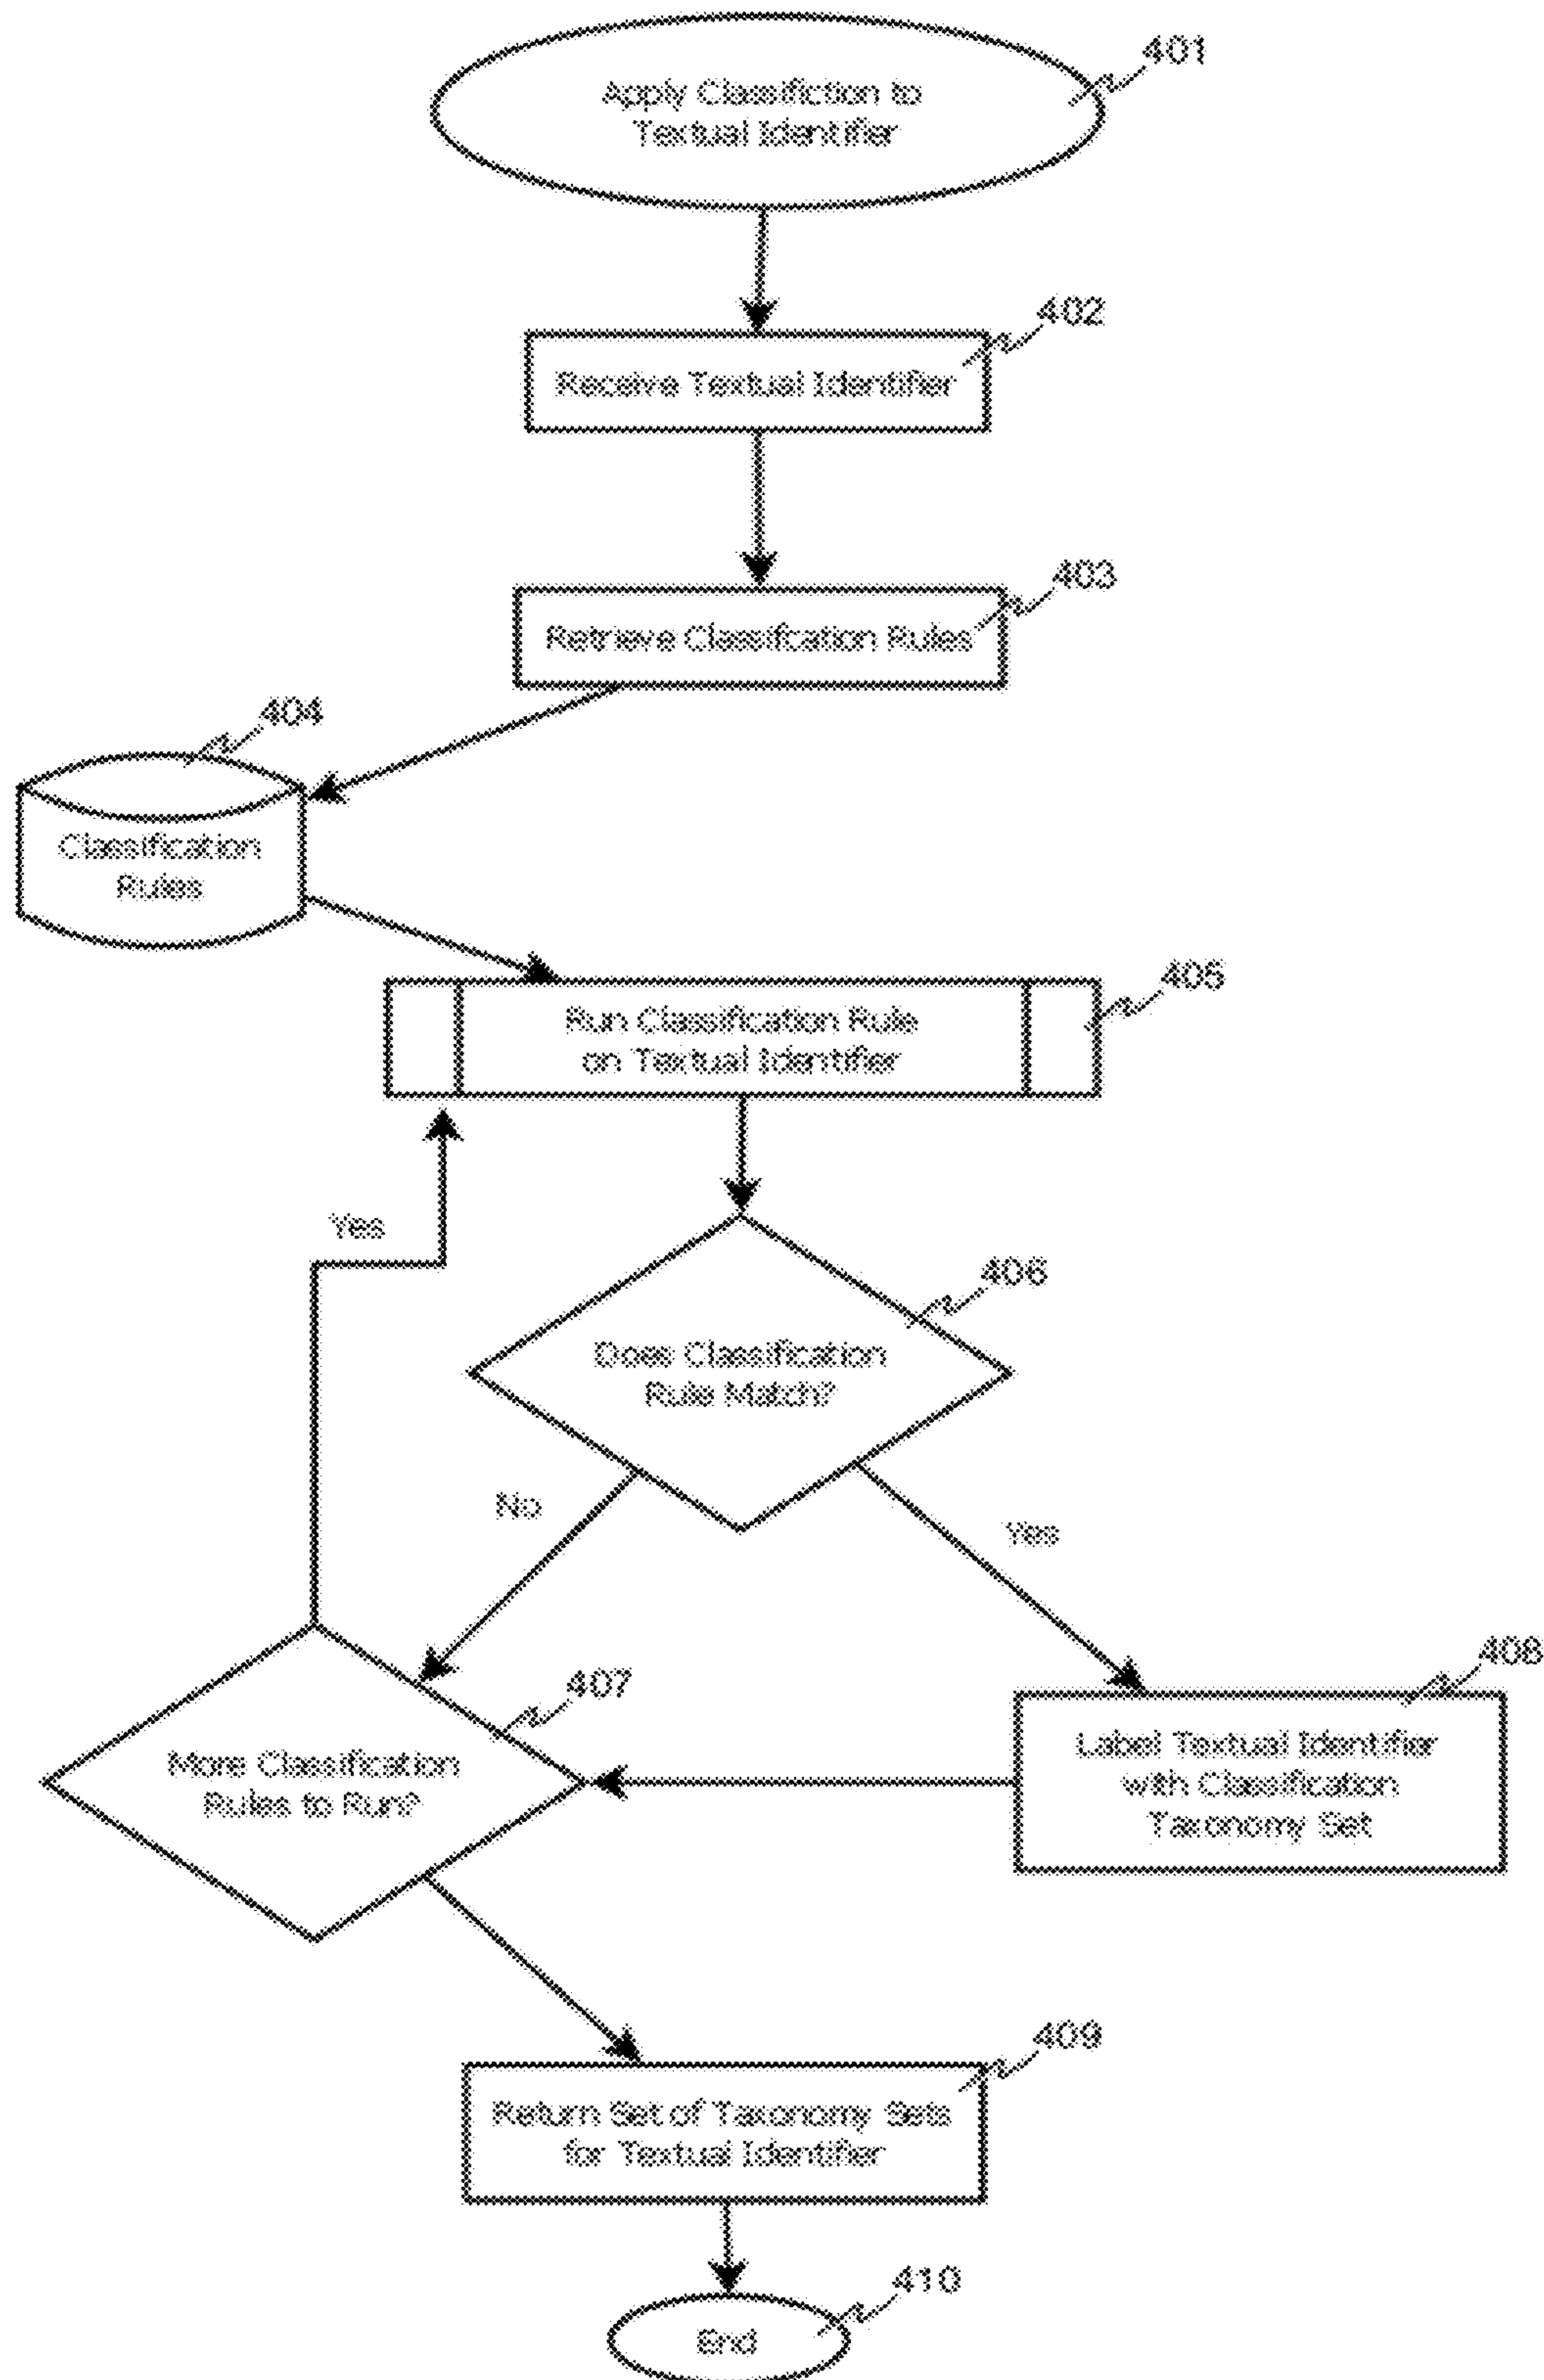 401
Apply Classifiction to
Textual Identifier
402
Receive Textual Identifier
403
Retrieve Classifcation Rules
404
Classification
Rules
405
Run Classification Rule
on Textual Identifier
Yes
406
Does Classification
Rule Match?
No
Yes
407
408
More Classification
Rules to Run?
Label Textual Identifier
with Classification
Taxonomy Set
409
Return Set of Taxonomy Sets
for Textual Identifier
410
End